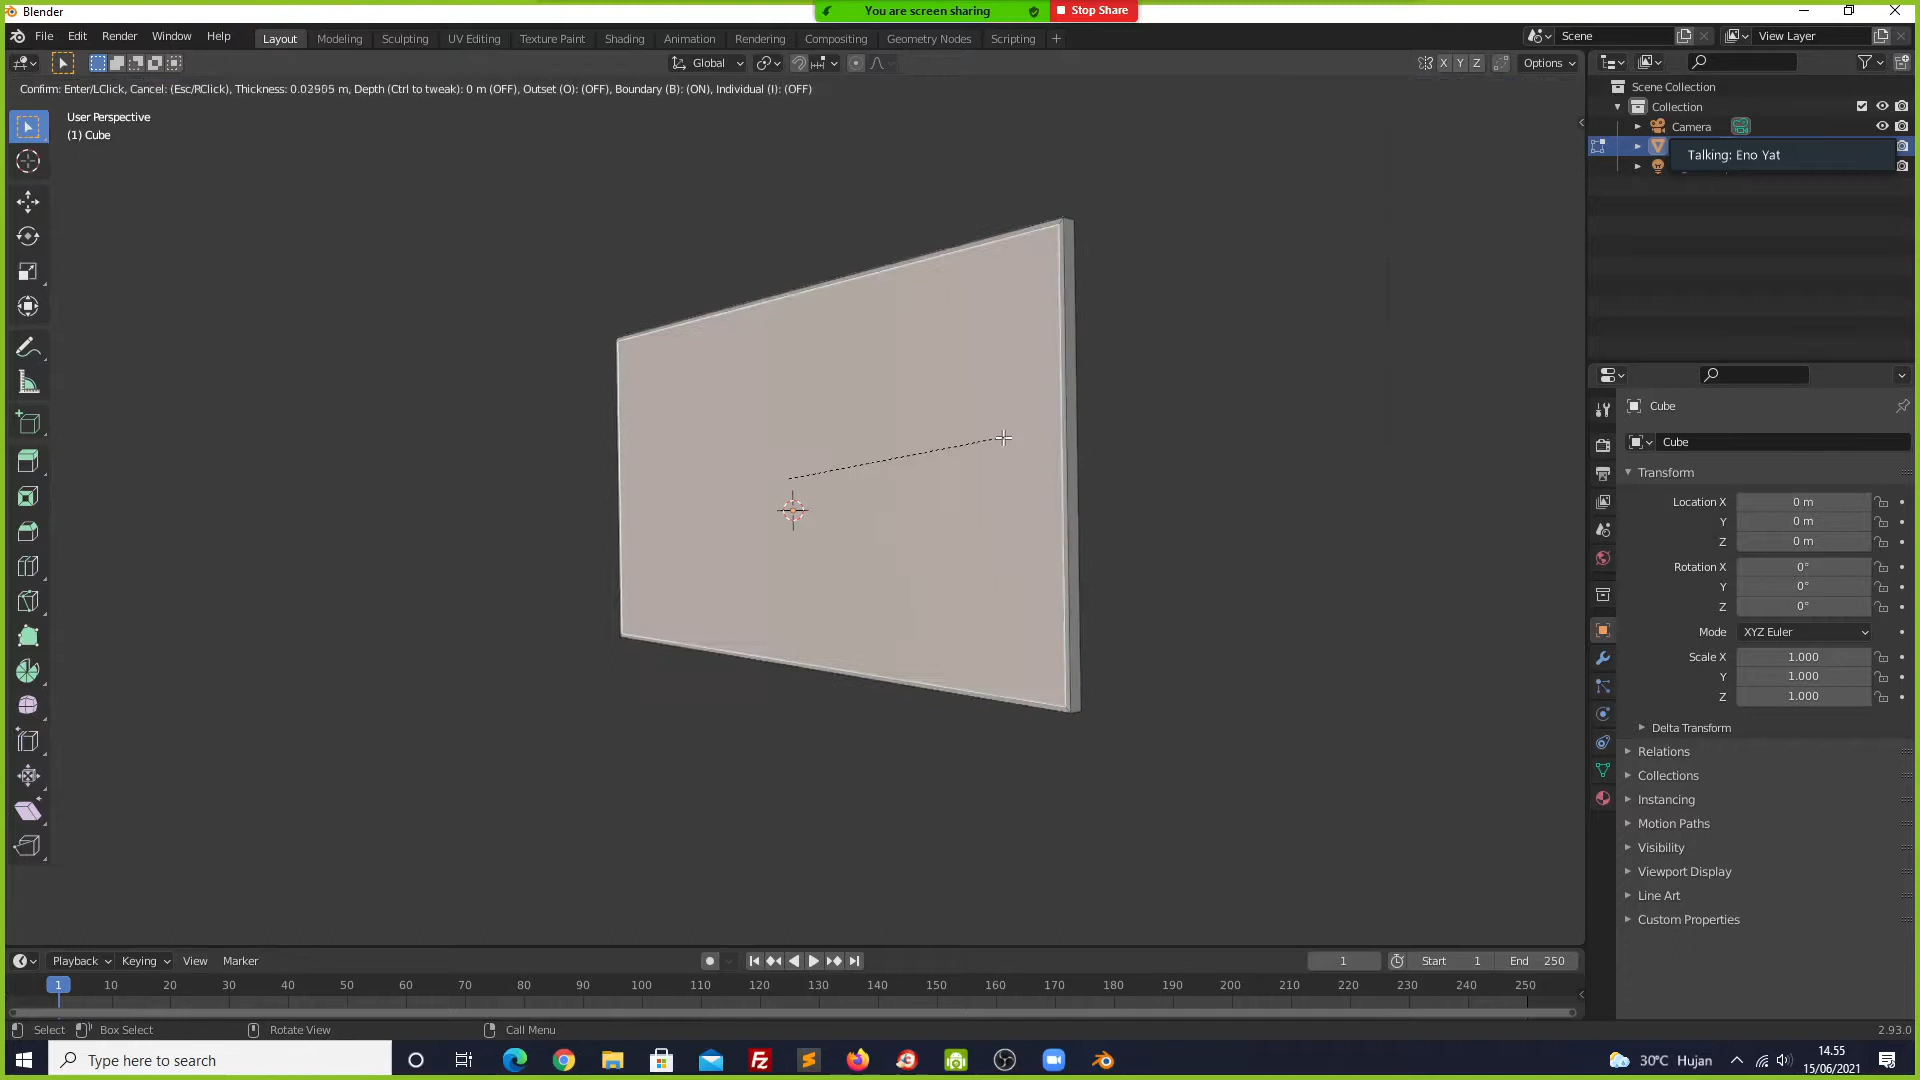 Blender
You are screen sharing
Stop Share
File Edit Render Window Help
Layout Modeling Sculpting UV Editing Texture Paint Shading Animation Rendering Compositing Geometry Nodes Scripting
Scene
View Layer
Global
X Y Z
Options
Confirm: Enter/LClick, Cancel: (Esc/RClick), Thickness: 0.02905 m, Depth (Ctrl to tweak): 0 m (OFF), Outset (O): (OFF), Boundary (B): (ON), Individual (I): (OFF)
User Perspective
(1) Cube
Scene Collection
Collection
Camera
Talking: Eno Yat
Cube
Cube
Transform
Location X 0 m
Y 0 m
Z 0 m
Rotation X 0°
Y 0°
Z 0°
Mode XYZ Euler
Scale X 1.000
Y 1.000
Z 1.000
Delta Transform
Relations
Collections
Instancing
Motion Paths
Visibility
Viewport Display
Line Art
Custom Properties
Playback Keying View Marker
1
Start 1
End 250
1 10 20 30 40 50 60 70 80 90 100 110 120 130 140 150 160 170 180 190 200 210 220 230 240 250
Select Box Select Rotate View Call Menu
2.93.0
Type here to search
Fz
30°C Hujan
14.55
15/06/2021